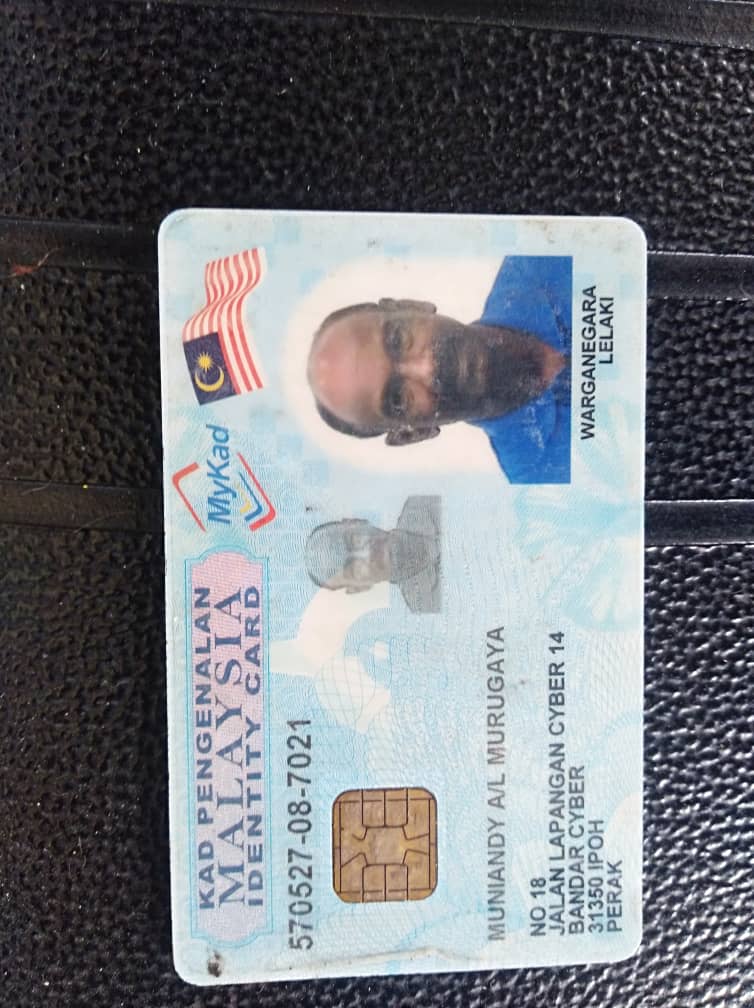 KAD PENGENALAN
MALAYSIA
IDENTITY CARD
MyKad
570527-08-7021
MUNIANDY A/L MURUGAYA
NO 18
JALAN LAPANGAN CYBER 14
BANDAR CYBER
31350 IPOH
PERAK
WARGANEGARA
LELAKI